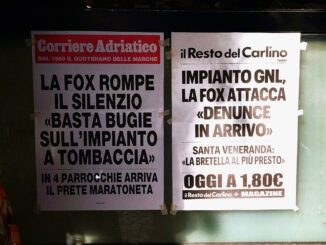 Corriere Adriatico
DAL 1860 IL QUOTIDIANO DELLE MARCHE
LA FOX ROMPE
IL SILENZIO
«BASTA BUGIE
SULL'IMPIANTO
A TOMBACCIA»
IN 4 PARROCCHIE ARRIVA
IL PRETE MARATONETA
il Resto del Carlino
IMPIANTO GNL,
LA FOX ATTACCA
«DENUNCE
IN ARRIVO»
SANTA VENERANDA:
«LA BRETELLA AL PIÙ PRESTO»
OGGI A 1,80€
il Resto del Carlino + MAGAZINE